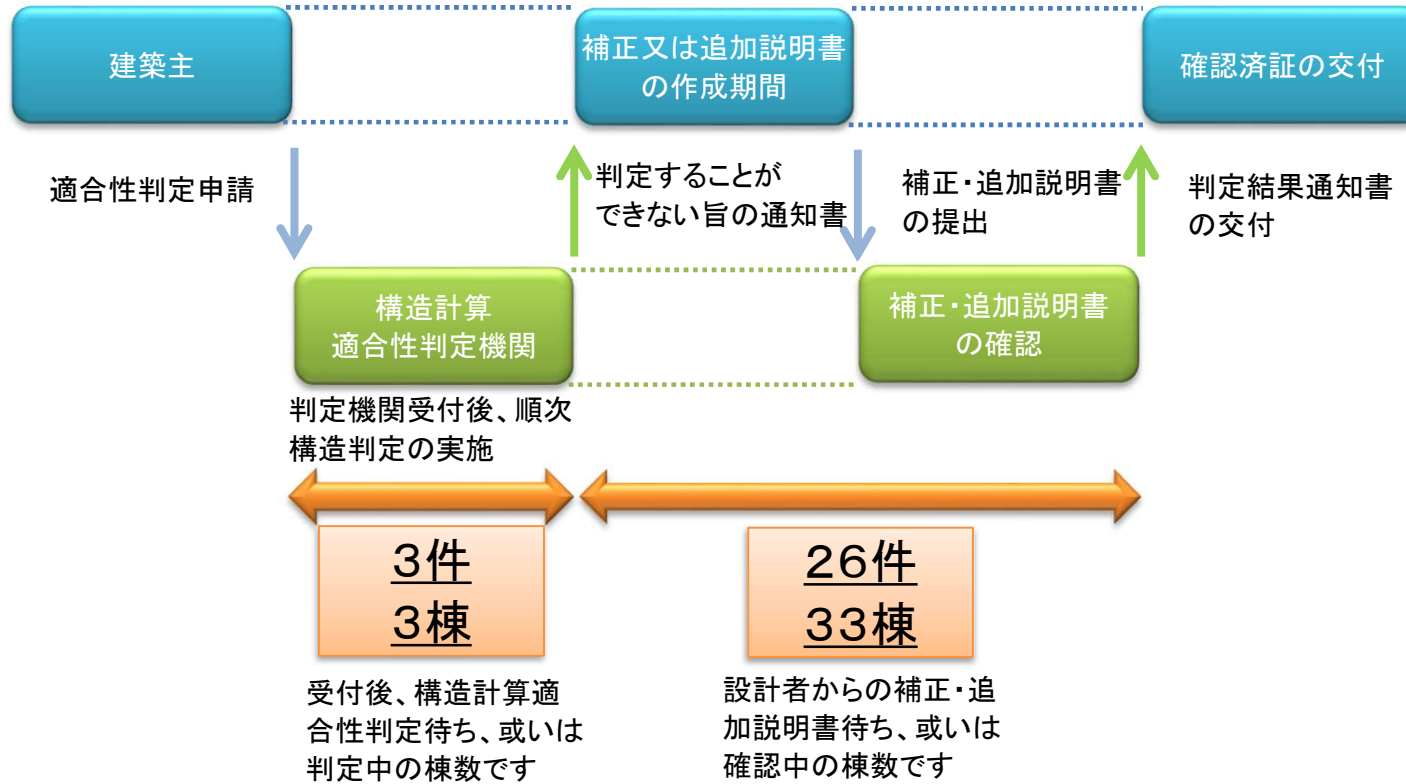 建築主
補正又は追加説明書
の作成期間
確認済証の交付
適合性判定申請
判定することが
できない旨の通知書
補正・追加説明書
の提出
判定結果通知書
の交付
構造計算
適合性判定機関
補正・追加説明書
の確認
判定機関受付後、順次
構造判定の実施
3件
3棟
26件
33棟
受付後、構造計算適
合性判定待ち、或いは
判定中の棟数です
設計者からの補正・追
加説明書待ち、或いは
確認中の棟数です